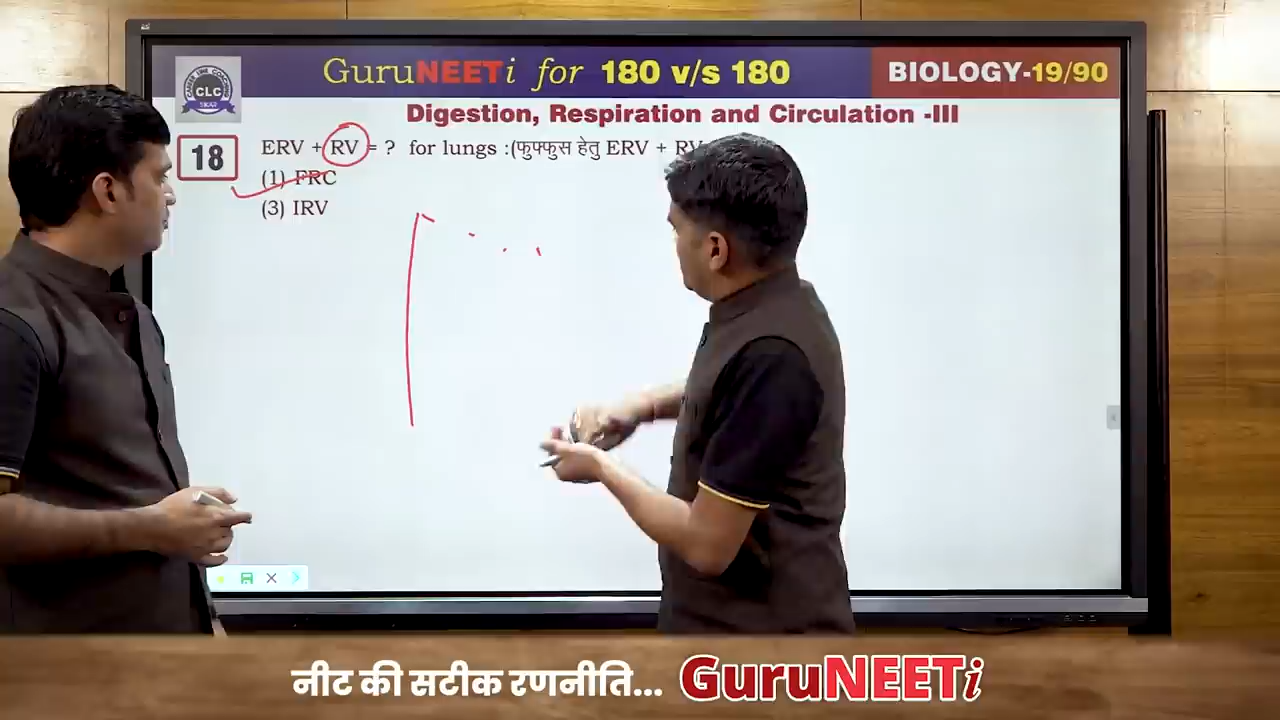 GuruNEETi for 180 v/s 180
BIOLOGY-19/90
CLC
SIKAR
Digestion, Respiration and Circulation -III
18
ERV + RV = ? for lungs :(फुफ्फुस हेतु ERV + RV
(1) FRC
(3) IRV
नीट की सटीक रणनीति... GuruNEETi